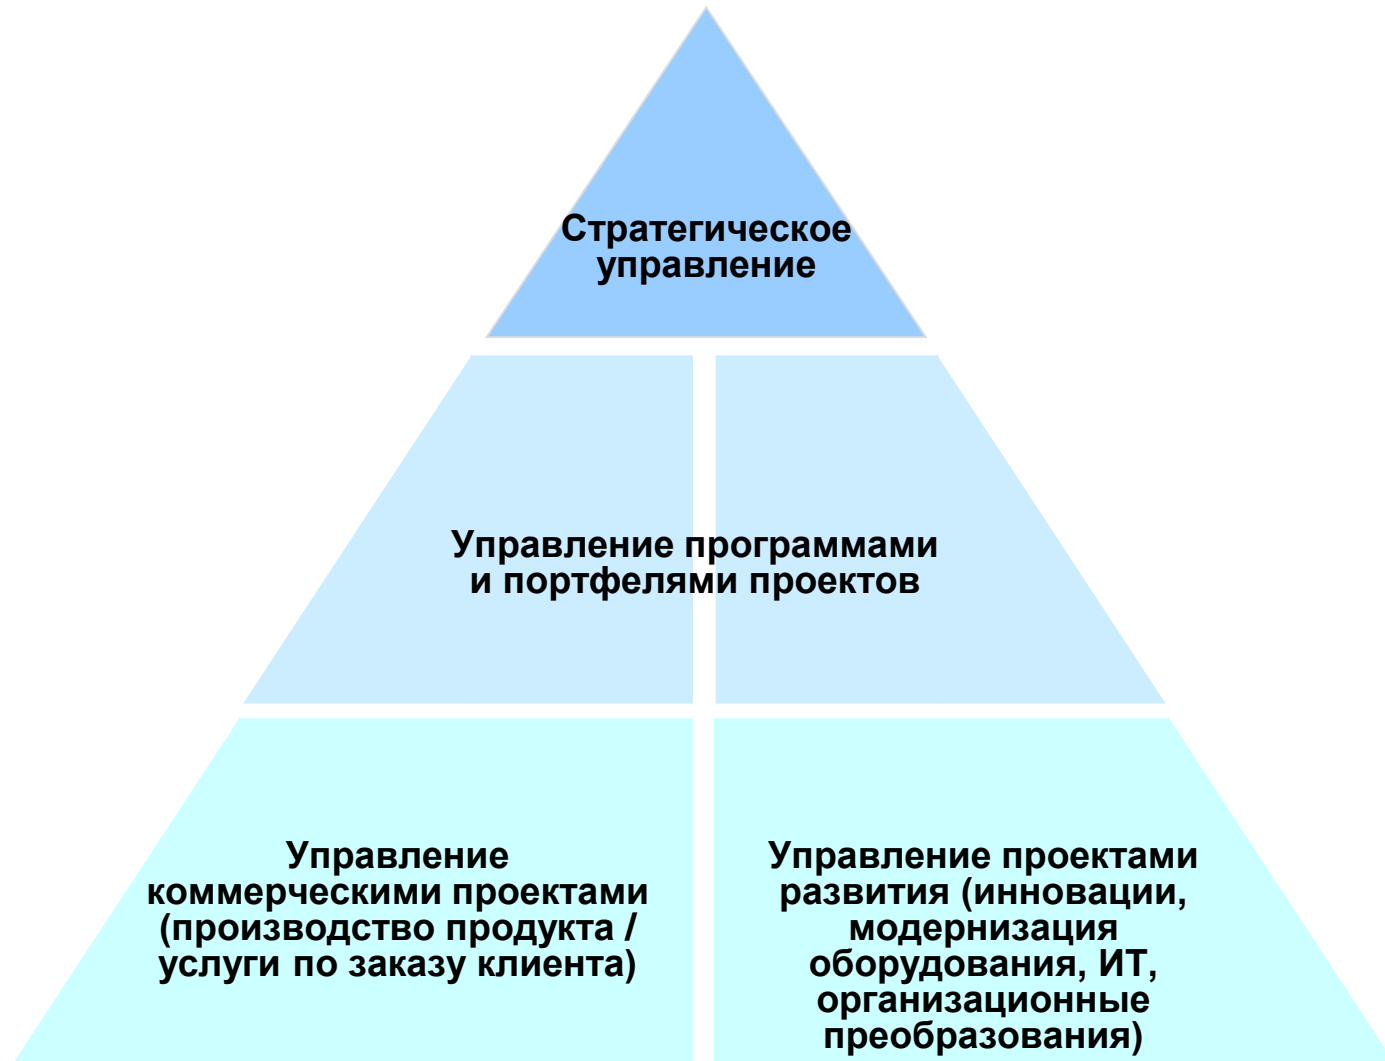 Стратегическое
управление
Управление программами
и портфелями проектов
Управление
коммерческими проектами
(производство продукта /
услуги по заказу клиента)
Управление проектами
развития (инновации,
модернизация
оборудования, ИТ,
организационные
преобразования)